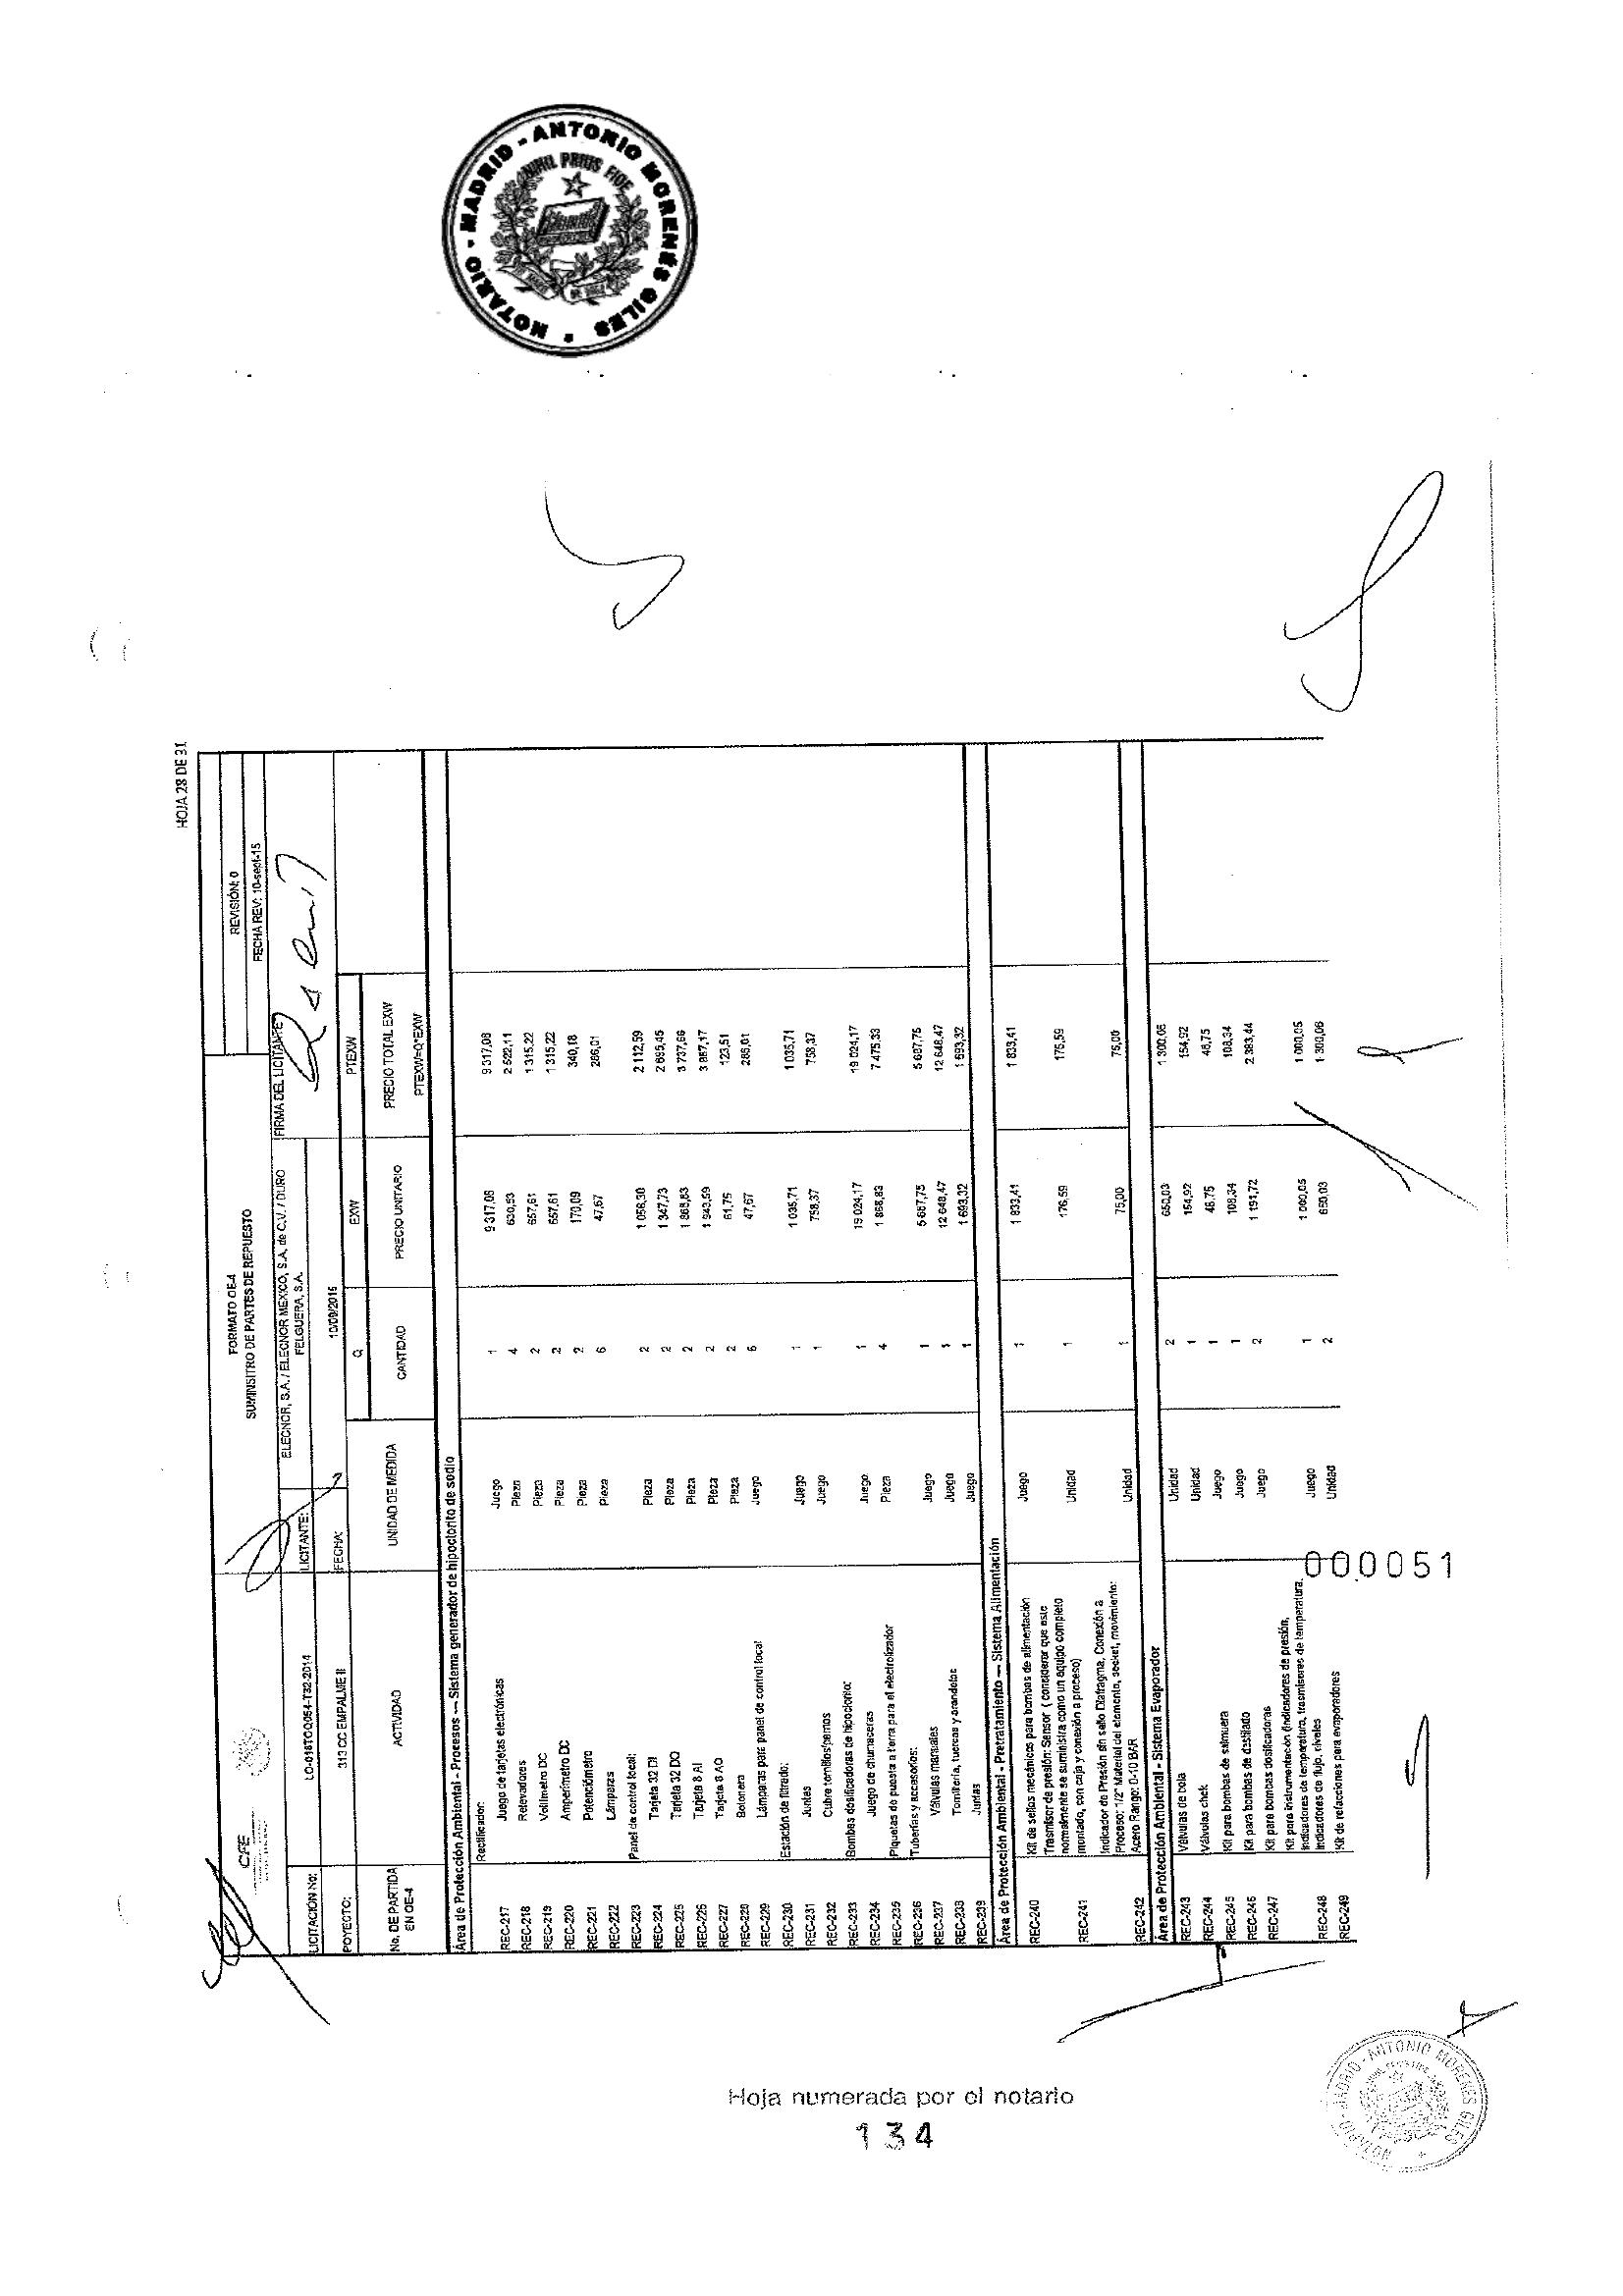 NOTARIO - MADRID - ANTONIO MORENÉS GILES
NIHIL PRIUS FIDE
HOJA 28 DE 31
CFE
FORMATO OE-4
SUMINSITRO DE PARTES DE REPUESTO
REVISIÓN: 0
FECHA REV: 10-sept-15
LICITACIÓN No: LO-018TOQ054-T32-2014
LICITANTE: ELECNOR, S.A. / ELECNOR MEXICO, S.A. de C.V. / DURO FELGUERA, S.A.
FIRMA DEL LICITANTE
POYECTO: 313 CC EMPALME II
FECHA: 10/09/2015
Q EXW PTEXW
No. DE PARTIDA EN OE-4 ACTIVIDAD UNIDAD DE MEDIDA CANTIDAD PRECIO UNITARIO PRECIO TOTAL EXW PTEXW=Q*EXW
Área de Protección Ambiental - Procesos --- Sistema generador de hipoclorito de sodio
Rectificador:
REC-217 Juego de tarjetas electrónicas Juego 1 9 317,08 9 317,08
REC-218 Relevadores Pieza 4 630,53 2 522,11
REC-219 Voltímetro DC Pieza 2 657,61 1 315,22
REC-220 Amperímetro DC Pieza 2 657,61 1 315,22
REC-221 Potenciómetro Pieza 2 170,09 340,18
REC-222 Lámparas Pieza 6 47,67 286,01
REC-223 Panel de control local:
REC-224 Tarjeta 32 DI Pieza 2 1 056,30 2 112,59
REC-225 Tarjeta 32 DO Pieza 2 1 347,73 2 695,45
REC-226 Tarjeta 8 AI Pieza 2 1 868,83 3 737,66
REC-227 Tarjeta 8 AO Pieza 2 1 943,59 3 887,17
REC-228 Botonera Pieza 2 61,75 123,51
REC-229 Lámparas para panel de control local Juego 6 47,67 286,01
REC-230 Estación de filtrado:
REC-231 Juntas Juego 1 1 035,71 1 035,71
REC-232 Cubre tornillos/pernos Juego 1 758,37 758,37
REC-233 Bombas dosificadoras de hipoclorito:
REC-234 Juego de chumaceras Juego 1 19 024,17 19 024,17
REC-235 Piquetas de puesta a tierra para el electrolizador Pieza 4 1 868,83 7 475,33
REC-236 Tuberías y accesorios:
REC-237 Válvulas manuales Juego 1 5 687,75 5 687,75
REC-238 Tornillería, tuercas y arandelas Juego 1 12 648,47 12 648,47
REC-239 Juntas Juego 1 1 693,32 1 693,32
Área de Protección Ambiental - Pretratamiento --- Sistema Alimentación
REC-240 Kit de sellos mecánicos para bombas de alimentación Juego 1 1 833,41 1 833,41
REC-241 Trasmisor de presión: Sensor ( considerar que este normalmente se suministra como un equipo completo montado, con caja y conexión a proceso) Unidad 1 176,59 176,59
REC-242 Indicador de Presión sin sello Diafragma, Conexión a Proceso: 1/2" Material del elemento, socket, movimiento: Acero Rango: 0-10 BAR Unidad 1 75,00 75,00
Área de Protección Ambiental - Sistema Evaporador
REC-243 Válvulas de bola Unidad 2 650,03 1 300,06
REC-244 Válvulas chek Unidad 1 154,92 154,92
REC-245 Kit para bombas de salmuera Juego 1 48,75 48,75
REC-246 Kit para bombas de destilado Juego 1 108,34 108,34
REC-247 Kit para bombas dosificadoras Juego 2 1 191,72 2 383,44
REC-248 Kit para instrumentación (indicadores de presión, indicadores de temperatura, trasmisores de temperatura, indicadores de flujo, niveles Juego 1 1 000,05 1 000,05
REC-249 Kit de refacciones para evaporadores Unidad 2 650,03 1 300,06
000051
Hoja numerada por el notario
134
NOTARIO - MADRID - ANTONIO MORENÉS GILES